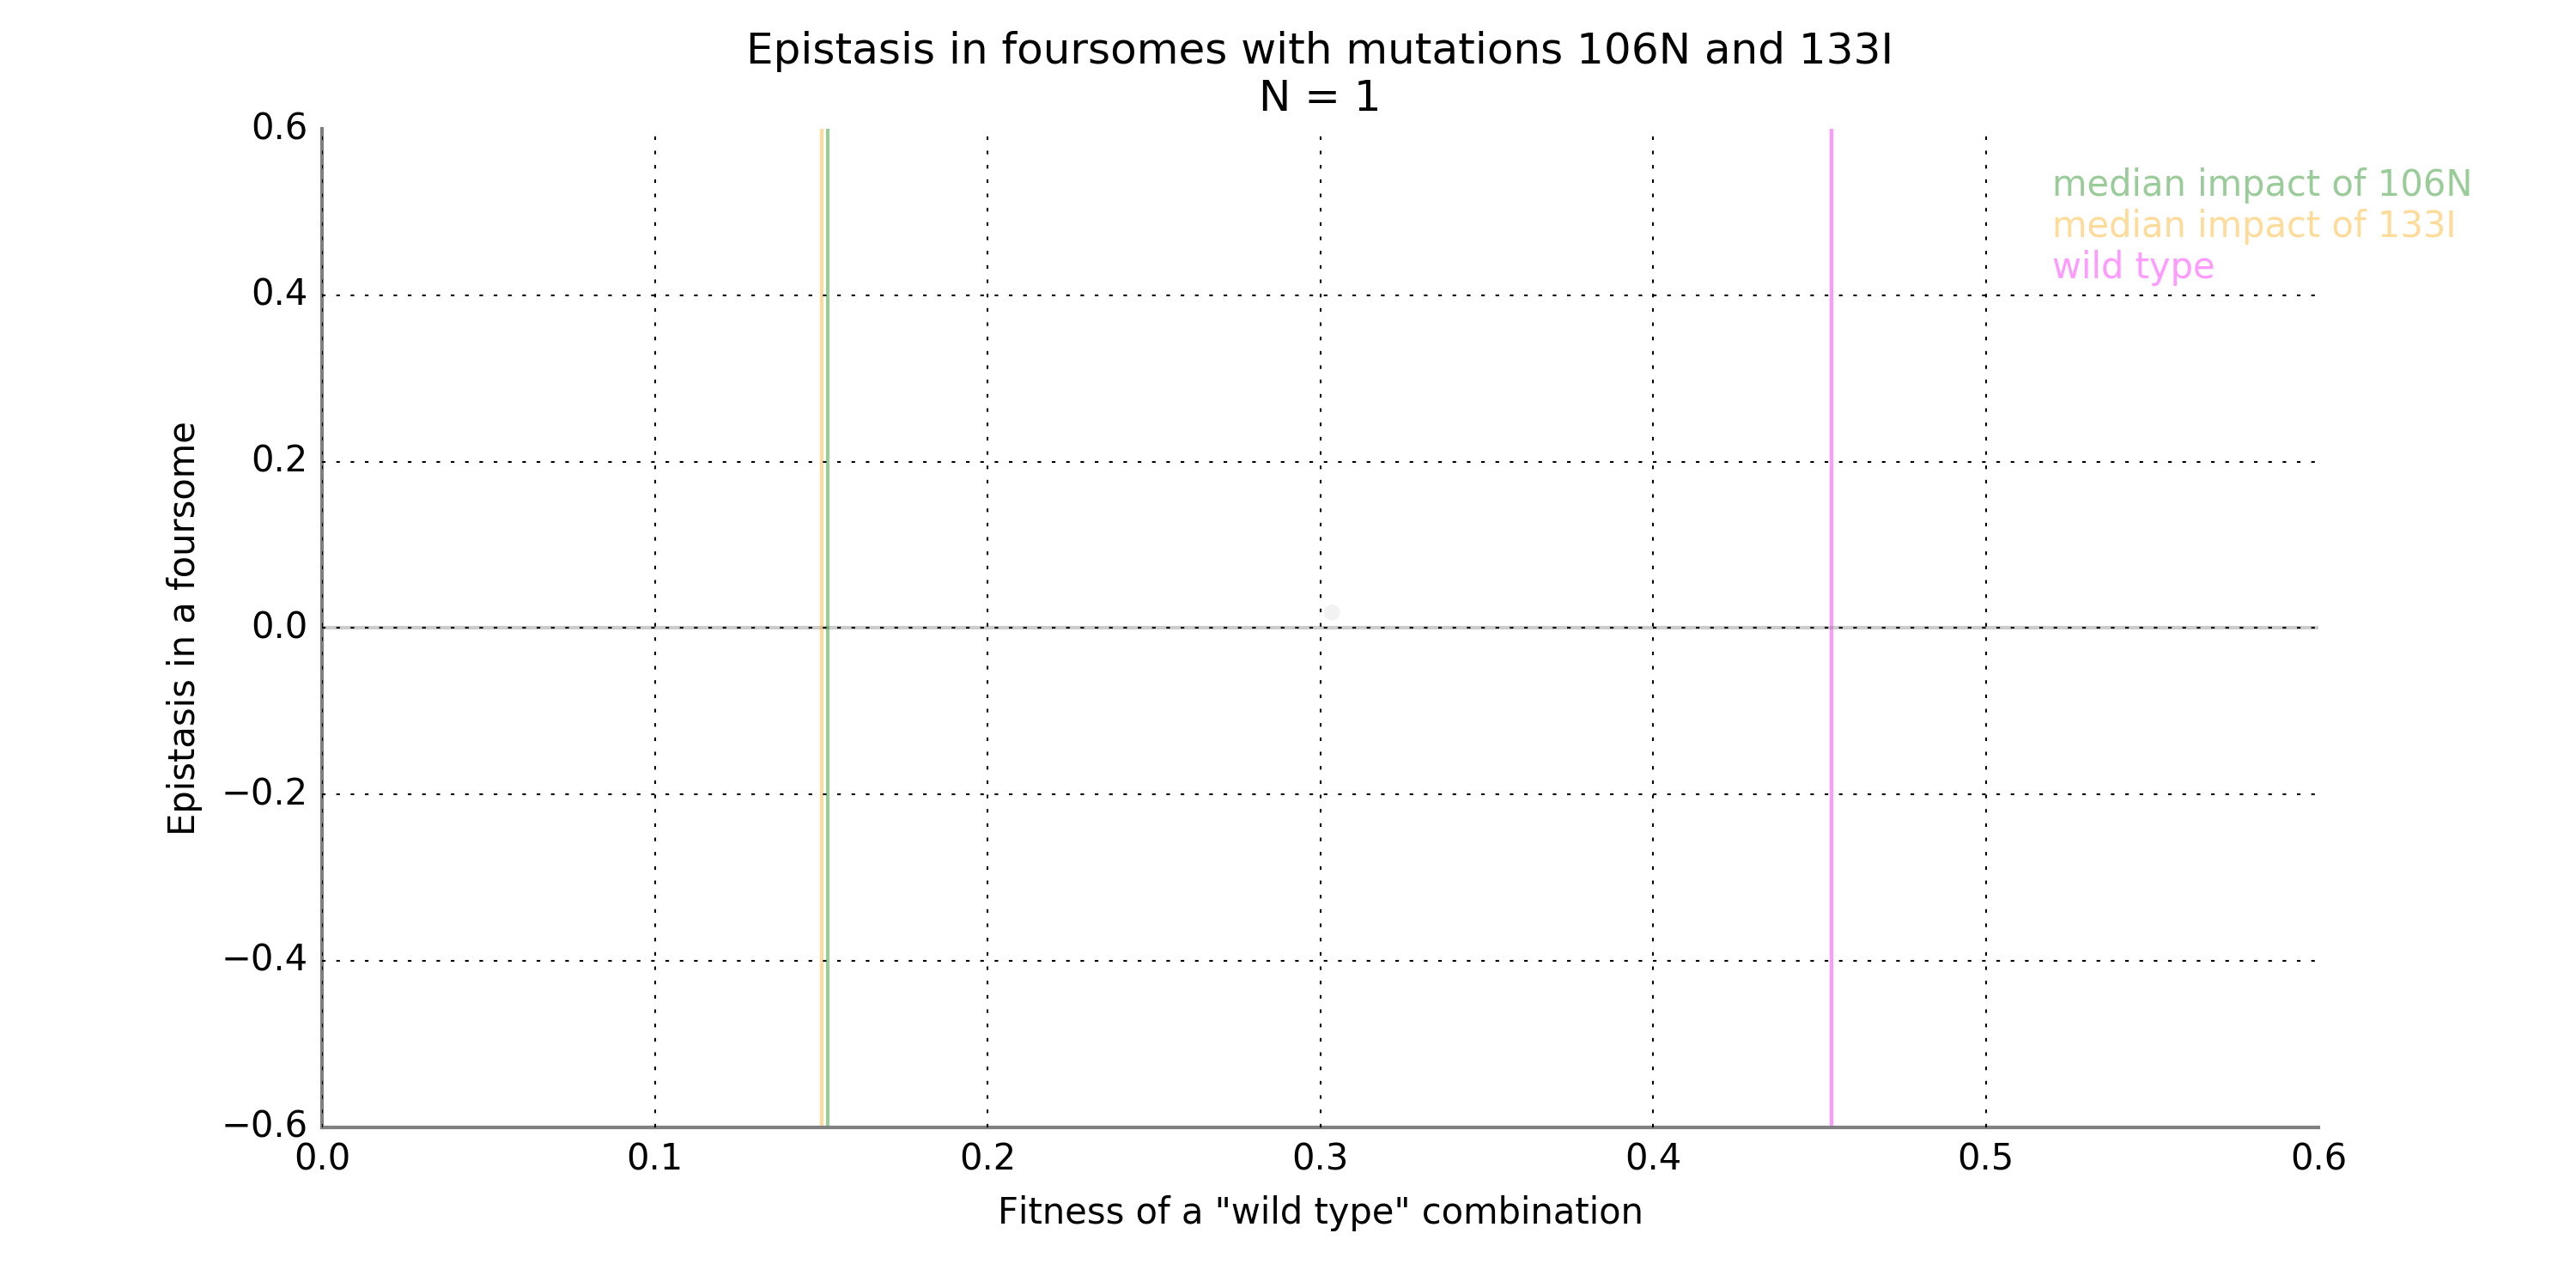 Epistasis in foursomes with mutations 106N and 133I
N = 1
median impact of 106N
median impact of 133I
wild type
Epistasis in a foursome
0.6
0.4
0.2
0.0
−0.2
−0.4
−0.6
0.0 0.1 0.2 0.3 0.4 0.5 0.6
Fitness of a "wild type" combination